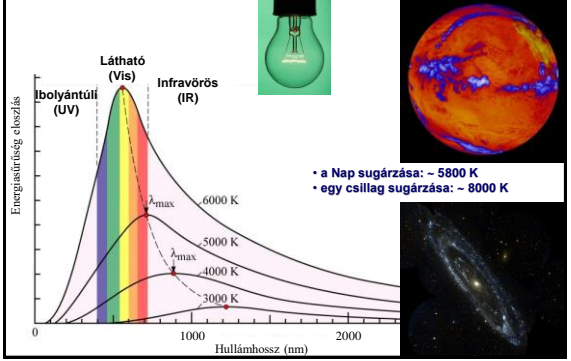 Látható
(Vis)
Ibolyántúli
(UV)
Infravörös
(IR)
Energiasűrűség eloszlás
λmax
λmax
6000 K
5000 K
4000 K
3000 K
0
1000
2000
Hullámhossz (nm)
• a Nap sugárzása: ~ 5800 K
• egy csillag sugárzása: ~ 8000 K